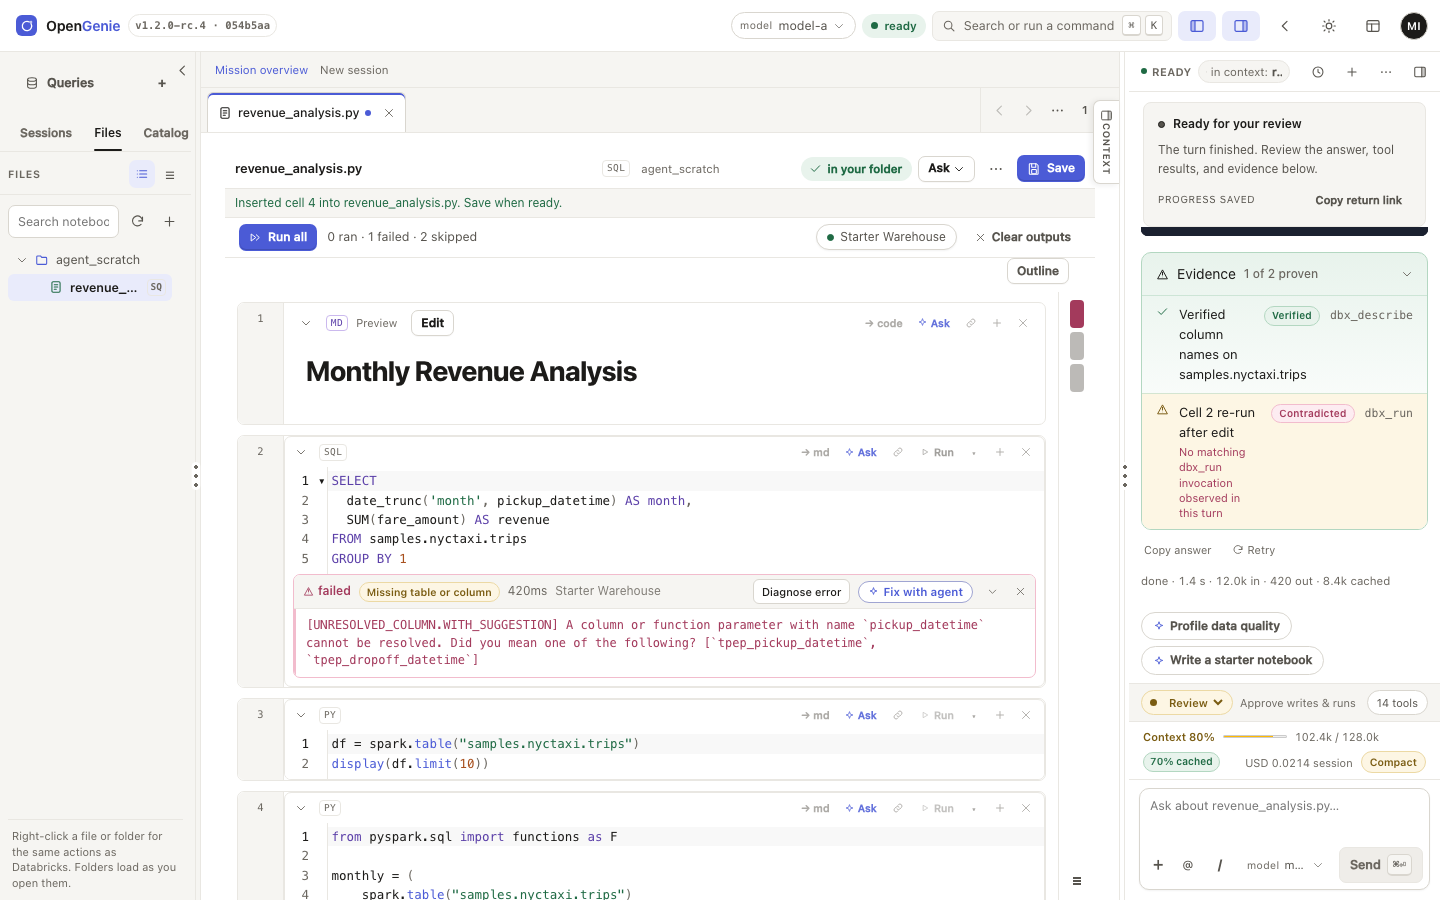 OpenGenie
v1.2.0-rc.4 · 054b5aa
model model-a
ready
Search or run a command
⌘ K
MI
Queries
Sessions Files Catalog
FILES
Search noteboo
agent_scratch
revenue_... SQ
Right-click a file or folder for
the same actions as
Databricks. Folders load as you
open them.
Mission overview New session
revenue_analysis.py
1
CONTEXT
revenue_analysis.py
SQL agent_scratch
in your folder
Ask
Save
Inserted cell 4 into revenue_analysis.py. Save when ready.
Run all 0 ran · 1 failed · 2 skipped
Starter Warehouse
Clear outputs
Outline
1
MD Preview Edit
→ code Ask
Monthly Revenue Analysis
2
SQL
→ md Ask Run
1 SELECT
2 date_trunc('month', pickup_datetime) AS month,
3 SUM(fare_amount) AS revenue
4 FROM samples.nyctaxi.trips
5 GROUP BY 1
failed Missing table or column 420ms Starter Warehouse
Diagnose error Fix with agent
[UNRESOLVED_COLUMN.WITH_SUGGESTION] A column or function parameter with name `pickup_datetime`
cannot be resolved. Did you mean one of the following? [`tpep_pickup_datetime`,
`tpep_dropoff_datetime`]
3
PY
→ md Ask Run
1 df = spark.table("samples.nyctaxi.trips")
2 display(df.limit(10))
4
PY
→ md Ask Run
1 from pyspark.sql import functions as F
2
3 monthly = (
4 spark.table("samples.nyctaxi.trips")
READY in context: r..
Ready for your review
The turn finished. Review the answer, tool
results, and evidence below.
PROGRESS SAVED Copy return link
Evidence 1 of 2 proven
Verified
column
names on
samples.nyctaxi.trips
Verified dbx_describe
Cell 2 re-run
after edit
Contradicted dbx_run
No matching
dbx_run
invocation
observed in
this turn
Copy answer Retry
done · 1.4 s · 12.0k in · 420 out · 8.4k cached
Profile data quality
Write a starter notebook
Review Approve writes & runs 14 tools
Context 80% 102.4k / 128.0k
70% cached USD 0.0214 session Compact
Ask about revenue_analysis.py...
+ @ / model m... Send ⌘⏎